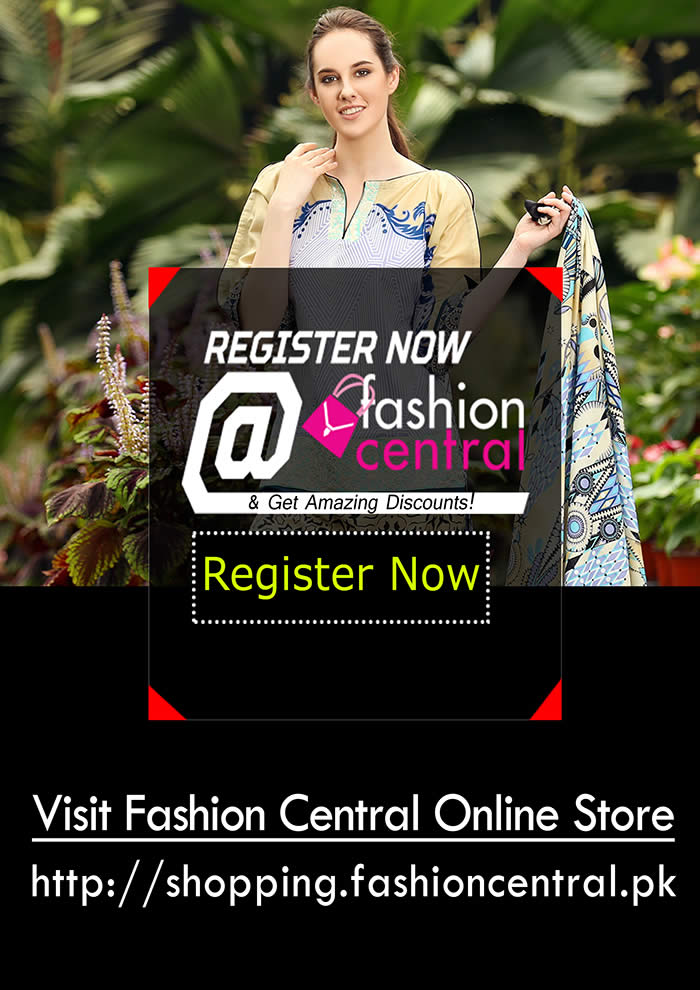 REGISTER NOW
@ fashion
central
& Get Amazing Discounts!
Register Now
Visit Fashion Central Online Store
http://shopping.fashioncentral.pk